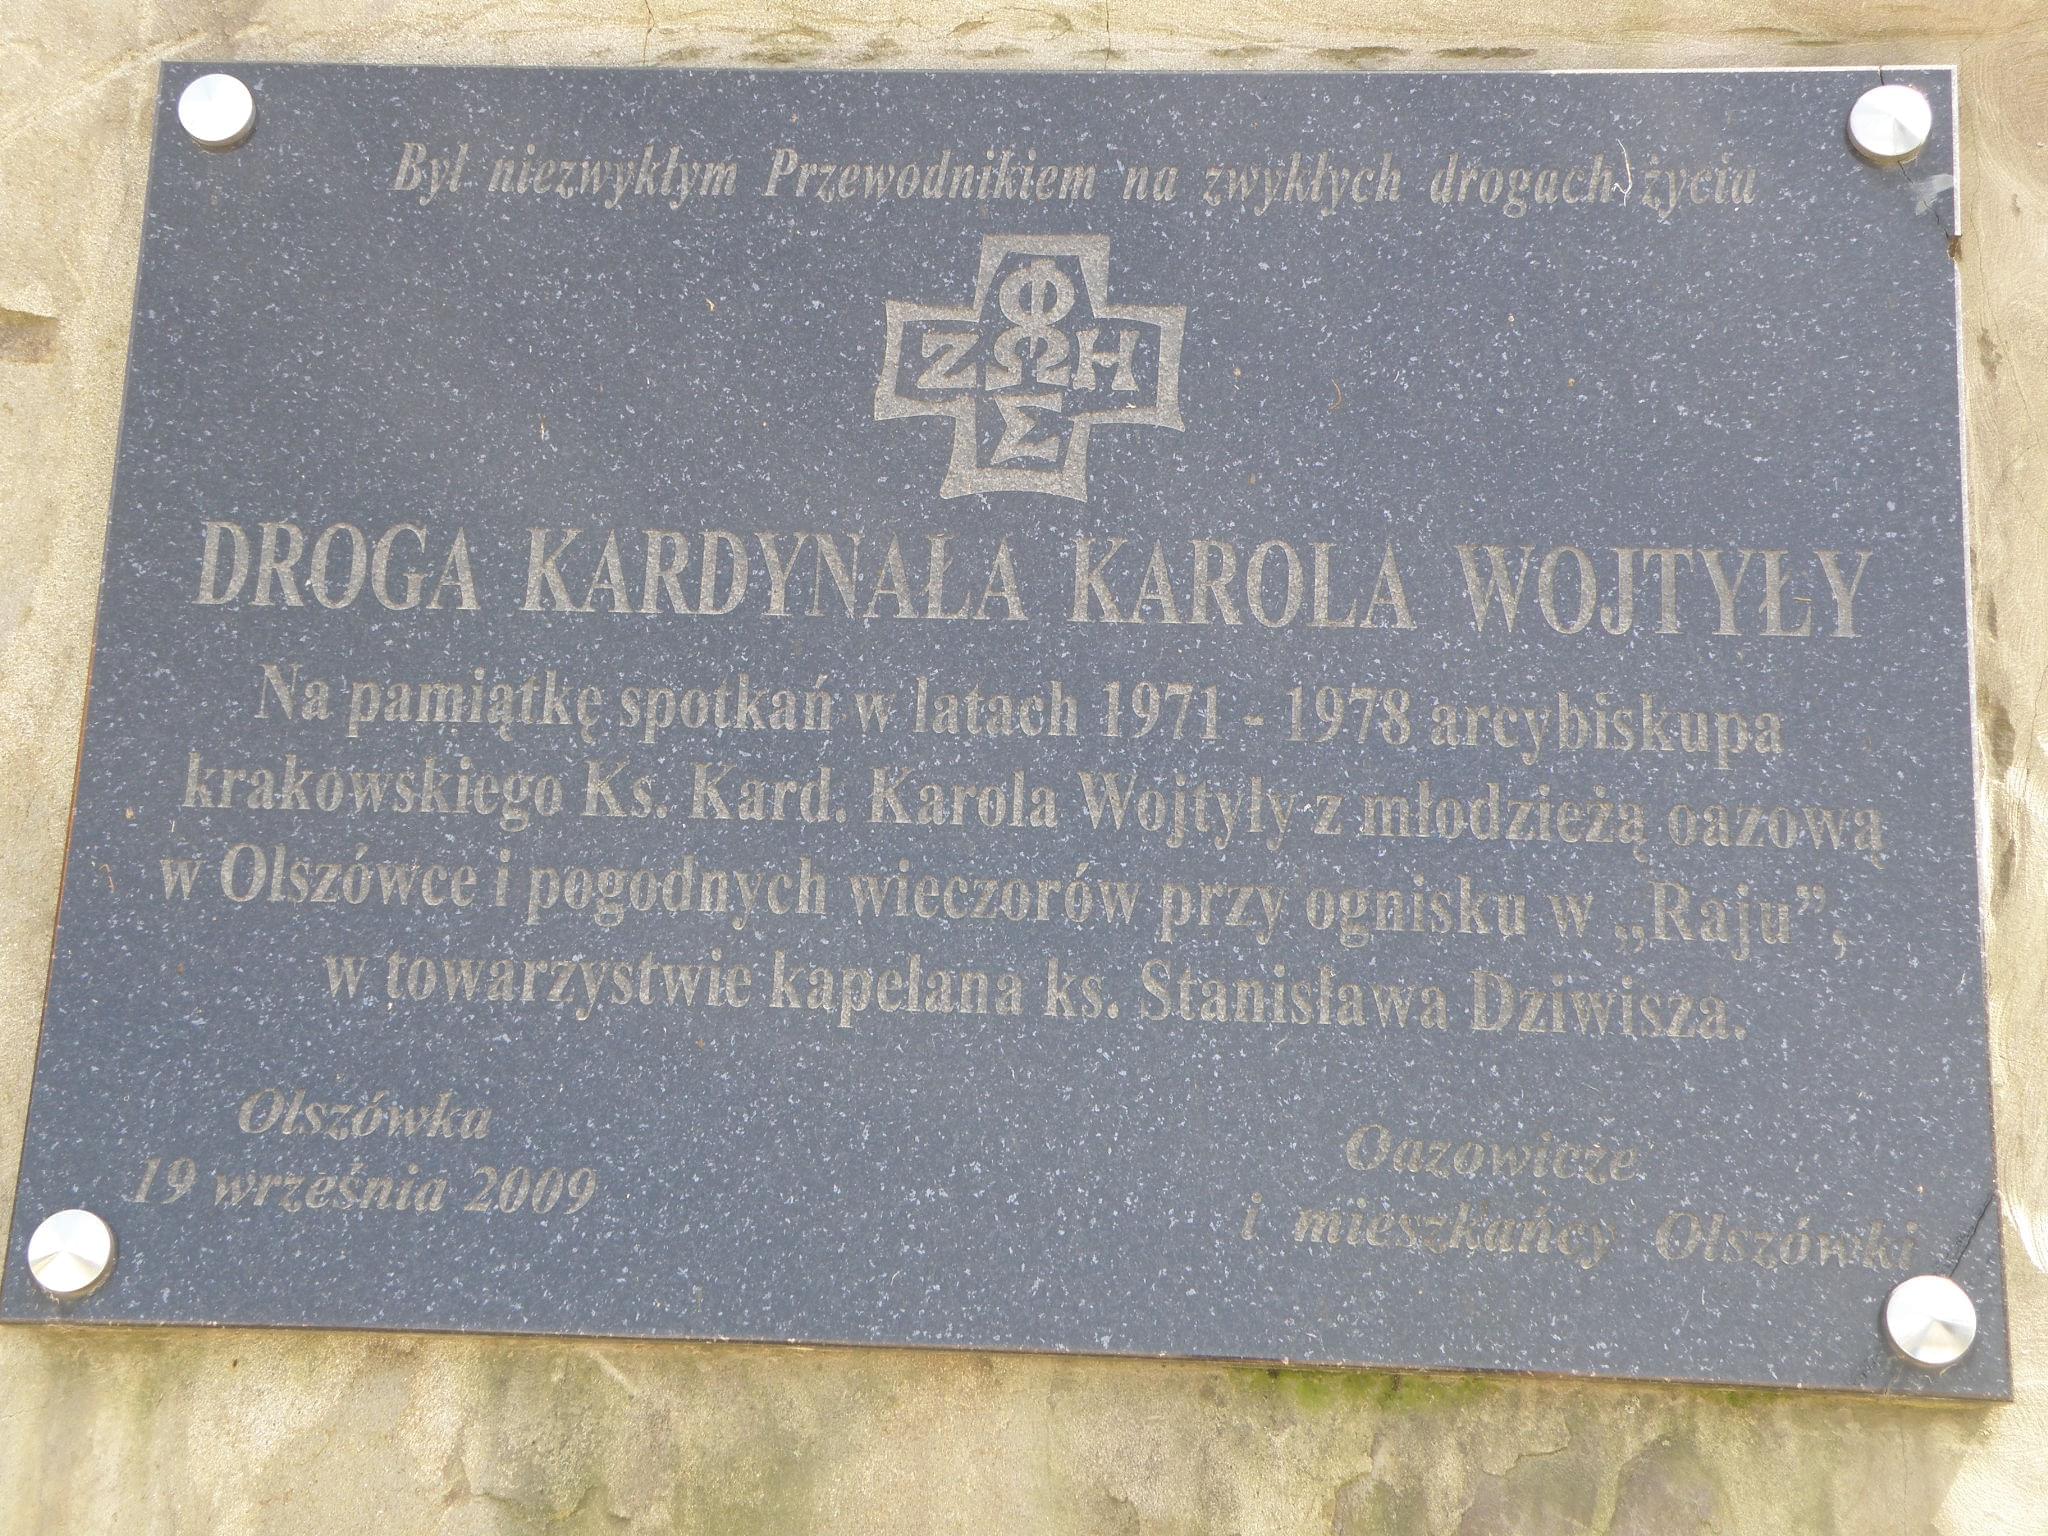 Był niezwykłym Przewodnikiem na zwykłych drogach życia
Φ
ΖΩΗ
Σ
DROGA KARDYNAŁA KAROLA WOJTYŁY
Na pamiątkę spotkań w latach 1971 - 1978 arcybiskupa
krakowskiego Ks. Kard. Karola Wojtyły z młodzieżą oazową
w Olszówce i pogodnych wieczorów przy ognisku w „Raju”,
w towarzystwie kapelana ks. Stanisława Dziwisza.
Olszówka
19 września 2009
Oazowicze
i mieszkańcy Olszówki